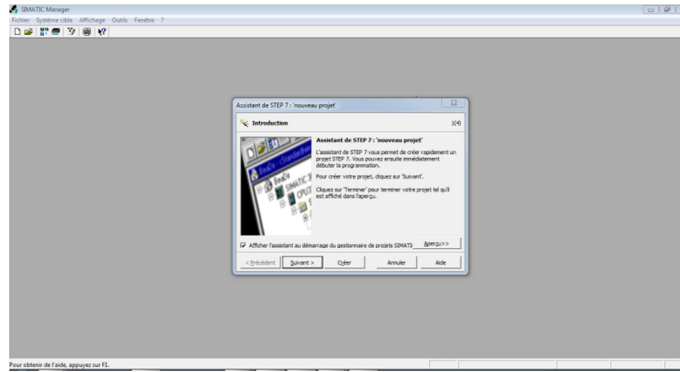 SIMATIC Manager
Fichier Système cible Affichage Outils Fenêtre ?
Assistant de STEP 7 : 'nouveau projet'
Introduction 1(4)
Assistant de STEP 7 : 'nouveau projet'
L'assistant de STEP 7 vous permet de créer rapidement un
projet STEP 7. Vous pouvez ensuite immédiatement
débuter la programmation.
Pour créer votre projet, cliquez sur 'Suivant'.
Cliquez sur 'Terminer' pour terminer votre projet tel qu'il
est affiché dans l'aperçu.
Afficher l'assistant au démarrage du gestionnaire de projets SIMATI
Aperçu>>
< Précédent Suivant > Créer Annuler Aide
Pour obtenir de l'aide, appuyez sur F1.